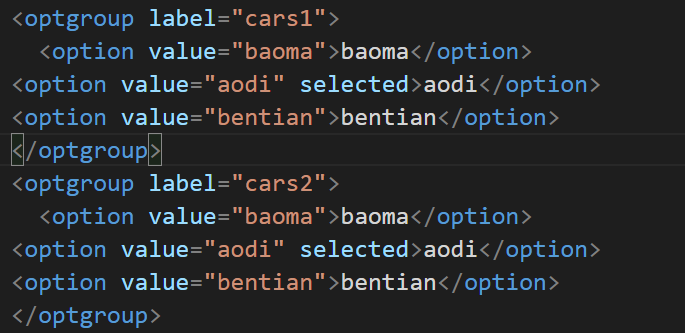 <optgroup label="cars1">
  <option value="baoma">baoma</option>
<option value="aodi" selected>aodi</option>
<option value="bentian">bentian</option>
</optgroup>
<optgroup label="cars2">
  <option value="baoma">baoma</option>
<option value="aodi" selected>aodi</option>
<option value="bentian">bentian</option>
</optgroup>